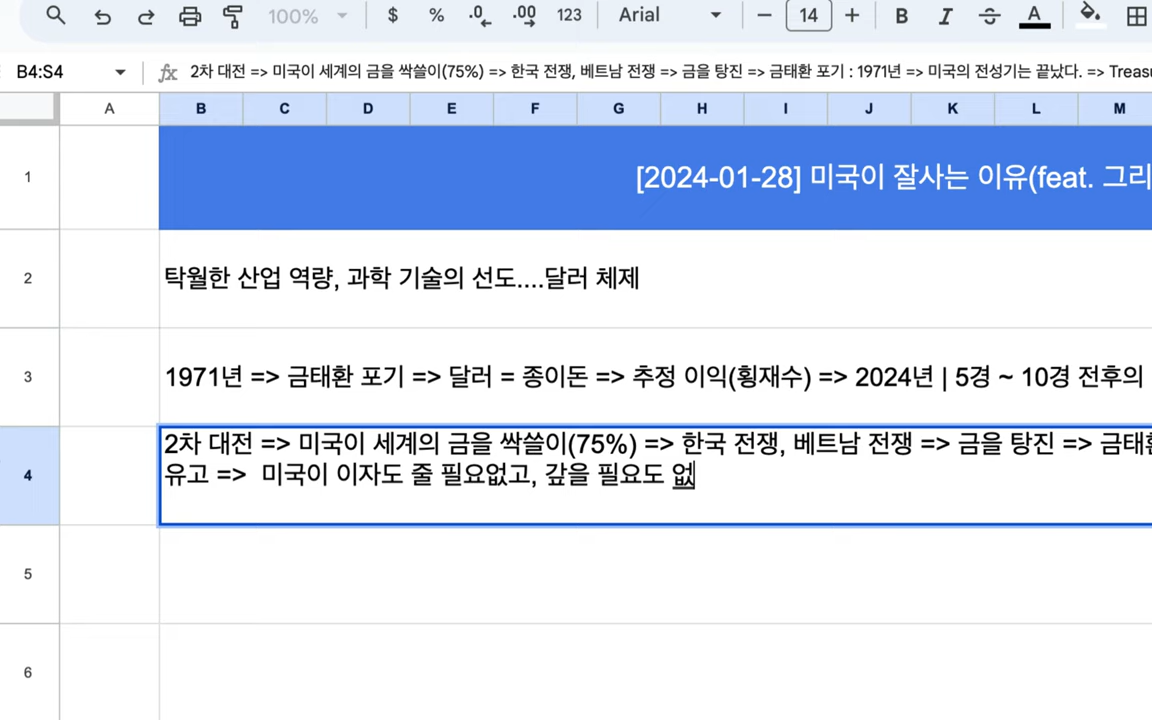 100% $ % .0 .00 123 Arial 14 B I A
B4:S4 fx 2차 대전 => 미국이 세계의 금을 싹쓸이(75%) => 한국 전쟁, 베트남 전쟁 => 금을 탕진 => 금태환 포기 : 1971년 => 미국의 전성기는 끝났다. => Treasu
A B C D E F G H I J K L M
1 [2024-01-28] 미국이 잘사는 이유(feat. 그리
2 탁월한 산업 역량, 과학 기술의 선도....달러 체제
3 1971년 => 금태환 포기 => 달러 = 종이돈 => 추정 이익(횡재수) => 2024년 | 5경 ~ 10경 전후의
4 2차 대전 => 미국이 세계의 금을 싹쓸이(75%) => 한국 전쟁, 베트남 전쟁 => 금을 탕진 => 금태환
유고 => 미국이 이자도 줄 필요없고, 갚을 필요도 없
5
6